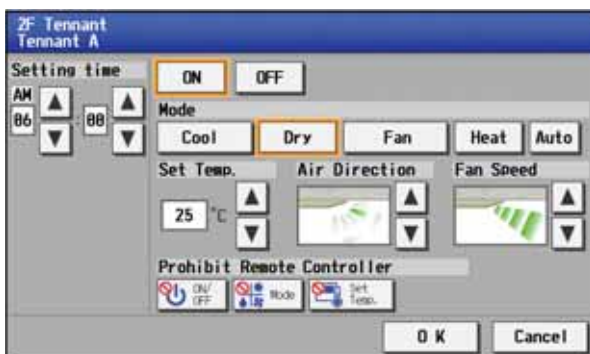 2F Tennant
Tennant A
Setting time
ON OFF
AM
06 : 00
Mode
Cool Dry Fan Heat Auto
Set Temp. Air Direction Fan Speed
25 °C
Prohibit Remote Controller
ON/OFF Mode Set Temp.
OK Cancel